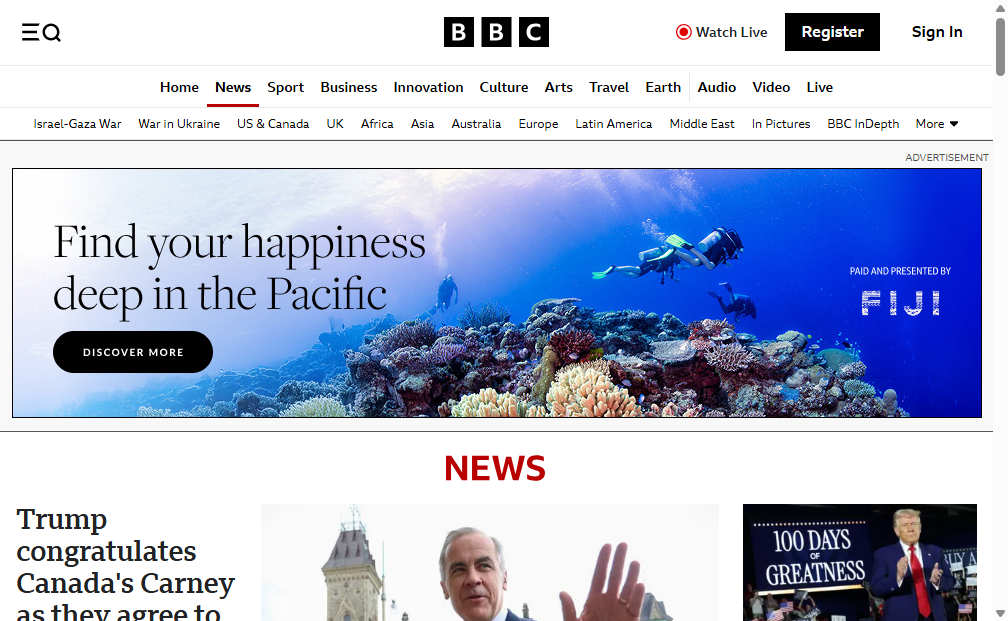 BBC
Watch Live
Register
Sign In
Home News Sport Business Innovation Culture Arts Travel Earth Audio Video Live
Israel-Gaza War War in Ukraine US & Canada UK Africa Asia Australia Europe Latin America Middle East In Pictures BBC InDepth More
ADVERTISEMENT
Find your happiness
deep in the Pacific
DISCOVER MORE
PAID AND PRESENTED BY
FIJI
NEWS
Trump
congratulates
Canada's Carney
as they agree to
100 DAYS
OF
GREATNESS